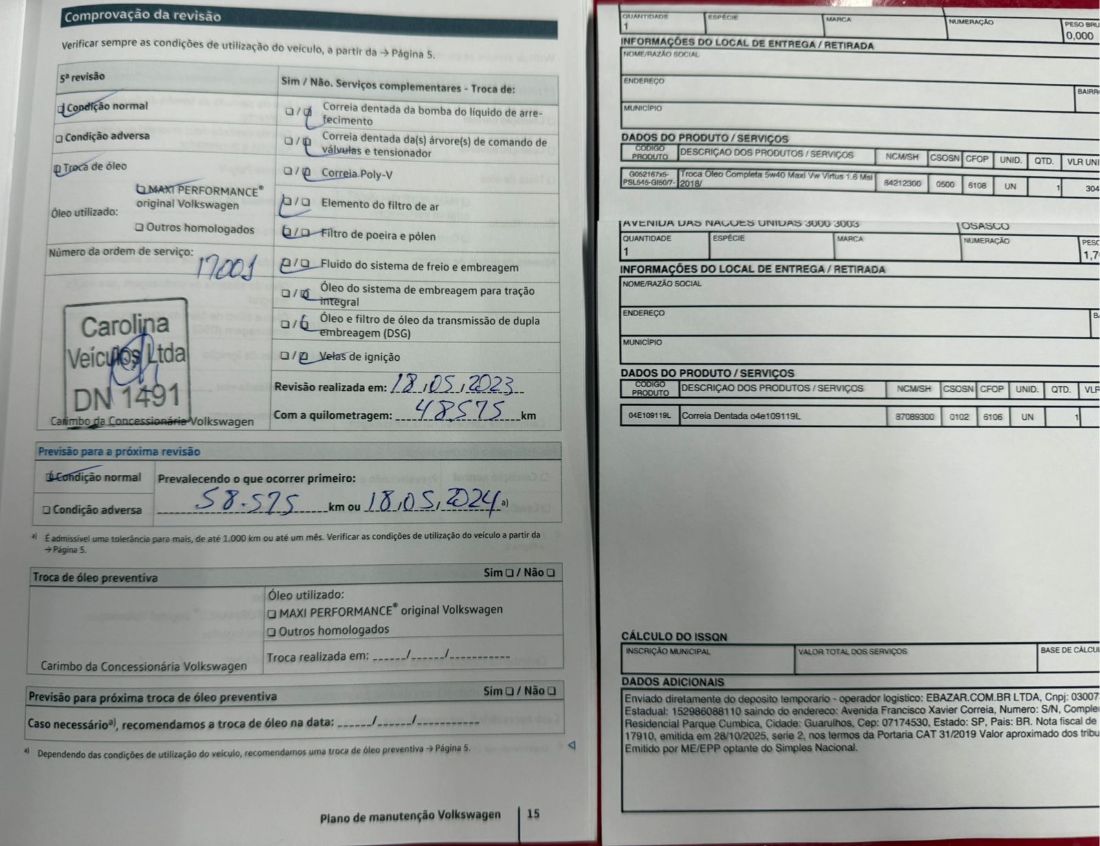 Comprovação da revisão
Verificar sempre as condições de utilização do veículo, a partir da → Página 5.
5ª revisão
Sim / Não. Serviços complementares - Troca de:
Condição normal
Correia dentada da bomba do líquido de arre-
fecimento
Condição adversa
Correia dentada da(s) árvore(s) de comando de
válvulas e tensionador
Troca de óleo
Correia Poly-V
Óleo utilizado:
MAXI PERFORMANCE®
original Volkswagen
Outros homologados
Elemento do filtro de ar
Filtro de poeira e pólen
Número da ordem de serviço:
17001
Fluido do sistema de freio e embreagem
Óleo do sistema de embreagem para tração
integral
Óleo e filtro de óleo da transmissão de dupla
embreagem (DSG)
Velas de ignição
Carolina
Veículos Ltda
DN 1491
Carimbo da Concessionária Volkswagen
Revisão realizada em: 18,05,2023
Com a quilometragem: 48575 km
Previsão para a próxima revisão
Condição normal
Condição adversa
Prevalecendo o que ocorrer primeiro:
58.575 km ou 18,05,2024 a)
a) É admissível uma tolerância para mais, de até 1.000 km ou até um mês. Verificar as condições de utilização do veículo a partir da
→ Página 5.
Troca de óleo preventiva
Sim / Não
Óleo utilizado:
MAXI PERFORMANCE® original Volkswagen
Outros homologados
Carimbo da Concessionária Volkswagen
Troca realizada em: ______/______/___________
Previsão para próxima troca de óleo preventiva
Sim / Não
Caso necessário a), recomendamos a troca de óleo na data: ______/______/___________
a) Dependendo das condições de utilização do veículo, recomendamos uma troca de óleo preventiva → Página 5.
Plano de manutenção Volkswagen 15
QUANTIDADE ESPÉCIE MARCA NUMERAÇÃO PESO BRU
1 0,000
INFORMAÇÕES DO LOCAL DE ENTREGA / RETIRADA
NOME/RAZÃO SOCIAL
ENDEREÇO
BAIRR
MUNICÍPIO
DADOS DO PRODUTO / SERVIÇOS
CÓDIGO PRODUTO DESCRIÇÃO DOS PRODUTOS / SERVIÇOS NCM/SH CSOSN CFOP UNID. QTD. VLR UNI
G052167x5-
PSL545-GI50/7- Troca Óleo Completa 5w40 Maxi Vw Virtus 1.6 Msi
2018/ 84212300 0500 6108 UN 1 304
AVENIDA DAS NAÇOES UNIDAS 3000 3003 OSASCO
QUANTIDADE ESPÉCIE MARCA NUMERAÇÃO PESO
1 1,7
INFORMAÇÕES DO LOCAL DE ENTREGA / RETIRADA
NOME/RAZÃO SOCIAL
ENDEREÇO
MUNICÍPIO
DADOS DO PRODUTO / SERVIÇOS
CÓDIGO PRODUTO DESCRIÇÃO DOS PRODUTOS / SERVIÇOS NCM/SH CSOSN CFOP UNID. QTD. VLR
04E109119L Correia Dentada o4e109119L 87089300 0102 6106 UN 1
CÁLCULO DO ISSQN
INSCRIÇÃO MUNICIPAL VALOR TOTAL DOS SERVIÇOS BASE DE CÁLCU
DADOS ADICIONAIS
Enviado diretamente do deposito temporario - operador logistico: EBAZAR.COM.BR LTDA, Cnpj: 03007
Estadual: 152986088110 saindo do endereco: Avenida Francisco Xavier Correia, Numero: S/N, Comple
Residencial Parque Cumbica, Cidade: Guarulhos, Cep: 07174530, Estado: SP, Pais: BR. Nota fiscal de
17910, emitida em 28/10/2025, serie 2, nos termos da Portaria CAT 31/2019 Valor aproximado dos tribu
Emitido por ME/EPP optante do Simples Nacional.